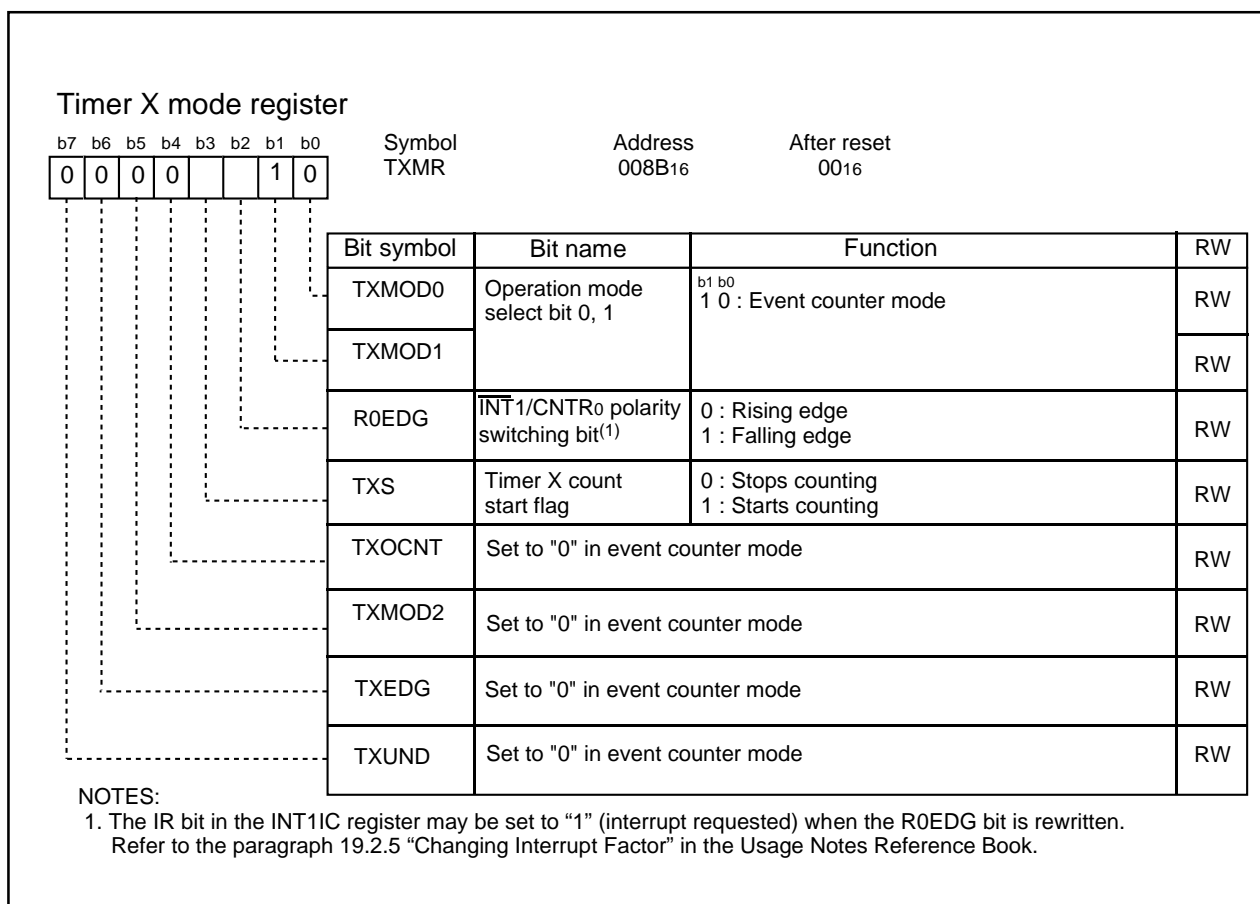 Timer X mode register
b7 b6 b5 b4 b3 b2 b1 b0
Symbol Address After reset
0 0 0 0 1 0
TXMR 008B16 0016
Bit symbol Bit name Function RW
TXMOD0 Operation mode select bit 0, 1 b1 b0
1 0 : Event counter mode RW
TXMOD1 RW
R0EDG INT1/CNTR0 polarity 0 : Rising edge RW
switching bit(1) 1 : Falling edge
TXS Timer X count 0 : Stops counting RW
start flag 1 : Starts counting
TXOCNT Set to "0" in event counter mode RW
TXMOD2 Set to "0" in event counter mode RW
TXEDG Set to "0" in event counter mode RW
TXUND Set to "0" in event counter mode RW
NOTES:
1. The IR bit in the INT1IC register may be set to “1” (interrupt requested) when the R0EDG bit is rewritten.
Refer to the paragraph 19.2.5 “Changing Interrupt Factor” in the Usage Notes Reference Book.